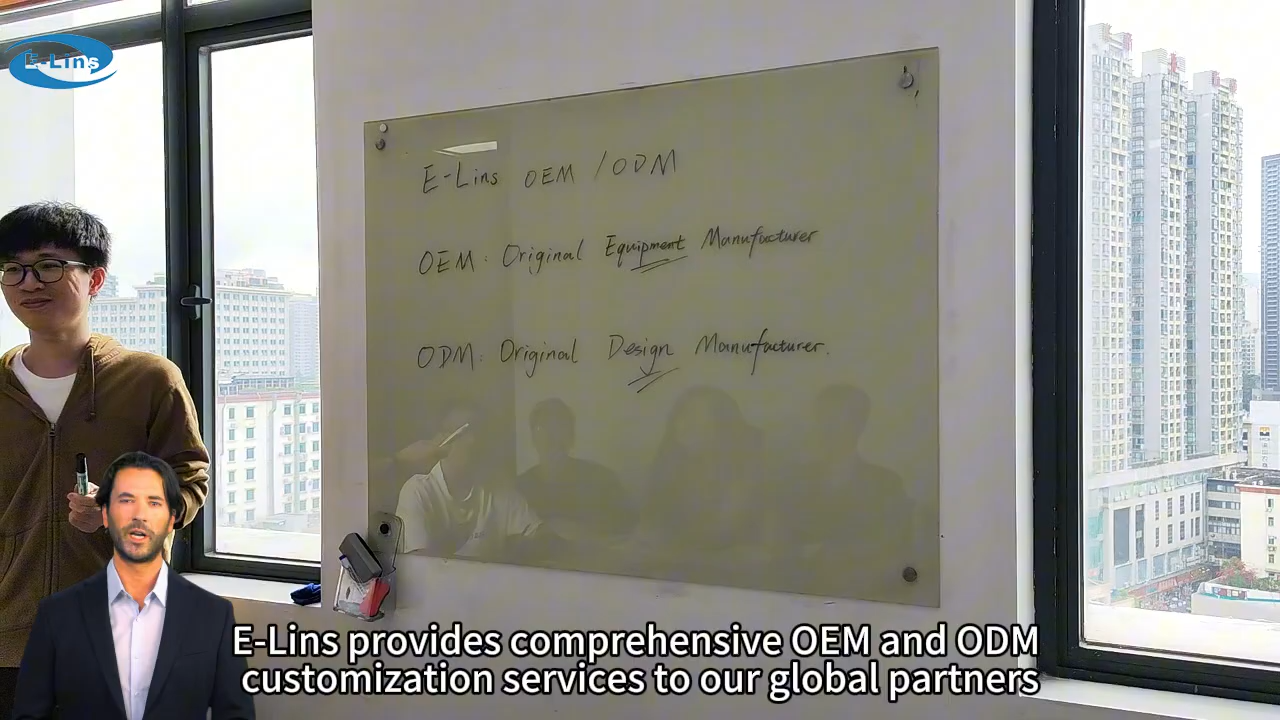 E-Lins
E-Lins OEM / ODM
OEM: Original Equipment Manufacturer
ODM: Original Design Manufacturer.
E-Lins provides comprehensive OEM and ODM
customization services to our global partners